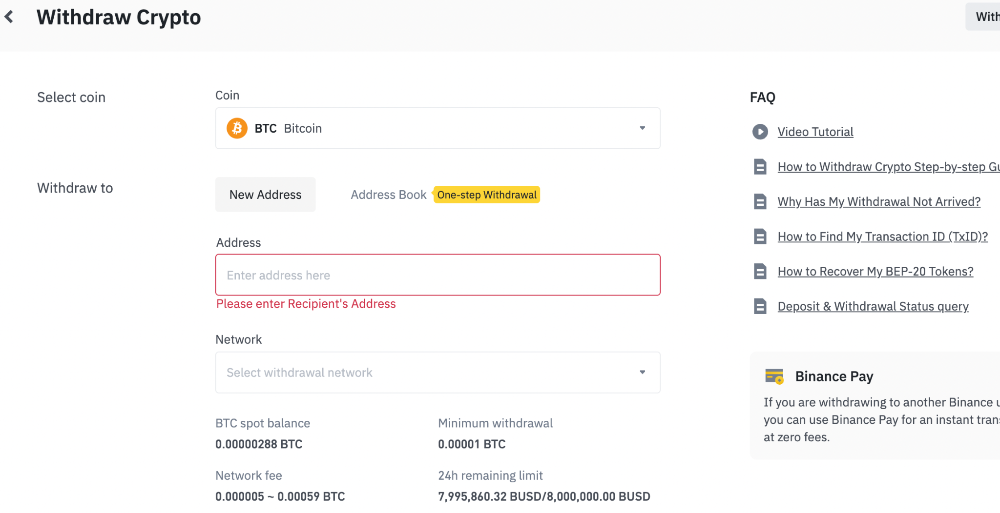 Withdraw Crypto
With
Select coin
Coin
BTC Bitcoin
Withdraw to
New Address
Address Book
One-step Withdrawal
Address
Enter address here
Please enter Recipient's Address
Network
Select withdrawal network
BTC spot balance
0.00000288 BTC
Minimum withdrawal
0.00001 BTC
Network fee
0.000005 ~ 0.00059 BTC
24h remaining limit
7,995,860.32 BUSD/8,000,000.00 BUSD
FAQ
Video Tutorial
How to Withdraw Crypto Step-by-step Gu
Why Has My Withdrawal Not Arrived?
How to Find My Transaction ID (TxID)?
How to Recover My BEP-20 Tokens?
Deposit & Withdrawal Status query
Binance Pay
If you are withdrawing to another Binance u
you can use Binance Pay for an instant trans
at zero fees.